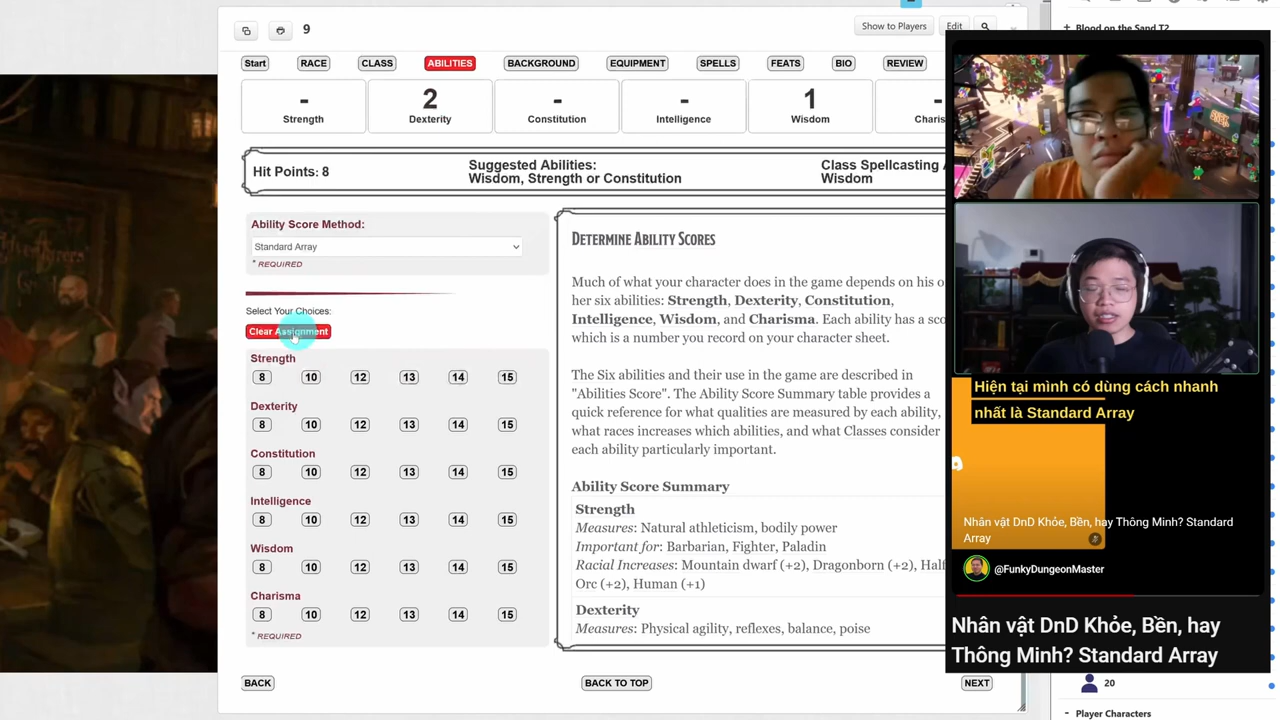 9
Show to Players
Edit
Start
RACE
CLASS
ABILITIES
BACKGROUND
EQUIPMENT
SPELLS
FEATS
BIO
REVIEW
-
Strength
2
Dexterity
-
Constitution
-
Intelligence
1
Wisdom
-
Charis
Hit Points: 8
Suggested Abilities:
Wisdom, Strength or Constitution
Class Spellcasting
Wisdom
Ability Score Method:
Standard Array
* REQUIRED
Select Your Choices:
Clear Assignment
Strength
8 10 12 13 14 15
Dexterity
8 10 12 13 14 15
Constitution
8 10 12 13 14 15
Intelligence
8 10 12 13 14 15
Wisdom
8 10 12 13 14 15
Charisma
8 10 12 13 14 15
* REQUIRED
BACK
BACK TO TOP
NEXT
DETERMINE ABILITY SCORES
Much of what your character does in the game depends on his o
her six abilities: Strength, Dexterity, Constitution,
Intelligence, Wisdom, and Charisma. Each ability has a sco
which is a number you record on your character sheet.
The Six abilities and their use in the game are described in
"Abilities Score". The Ability Score Summary table provides a
quick reference for what qualities are measured by each ability,
what races increases which abilities, and what Classes consider
each ability particularly important.
Ability Score Summary
Strength
Measures: Natural athleticism, bodily power
Important for: Barbarian, Fighter, Paladin
Racial Increases: Mountain dwarf (+2), Dragonborn (+2), Half
Orc (+2), Human (+1)
Dexterity
Measures: Physical agility, reflexes, balance, poise
+ Blood on the Sand T2
Hiện tại mình có dùng cách nhanh
nhất là Standard Array
Nhân vật DnD Khỏe, Bền, hay Thông Minh? Standard
Array
@FunkyDungeonMaster
Nhân vật DnD Khỏe, Bền, hay
Thông Minh? Standard Array
20
- Player Characters